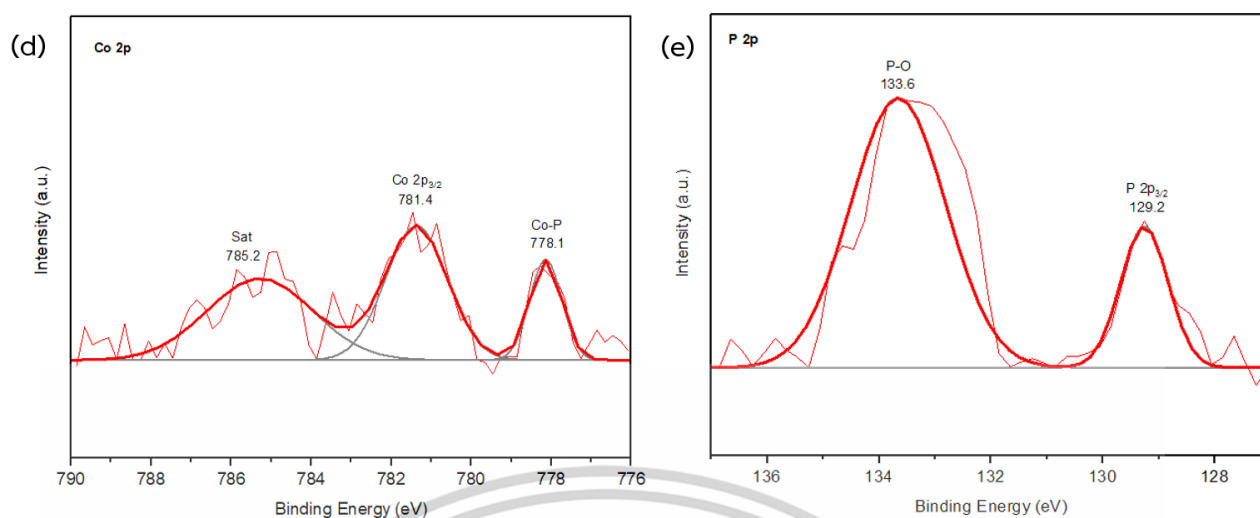 (d)
Co 2p
Sat
785.2
Co 2p3/2
781.4
Co-P
778.1
Intensity (a.u.)
790 788 786 784 782 780 778 776
Binding Energy (eV)
(e)
P 2p
P-O
133.6
P 2p3/2
129.2
Intensity (a.u.)
136 134 132 130 128
Binding Energy (eV)